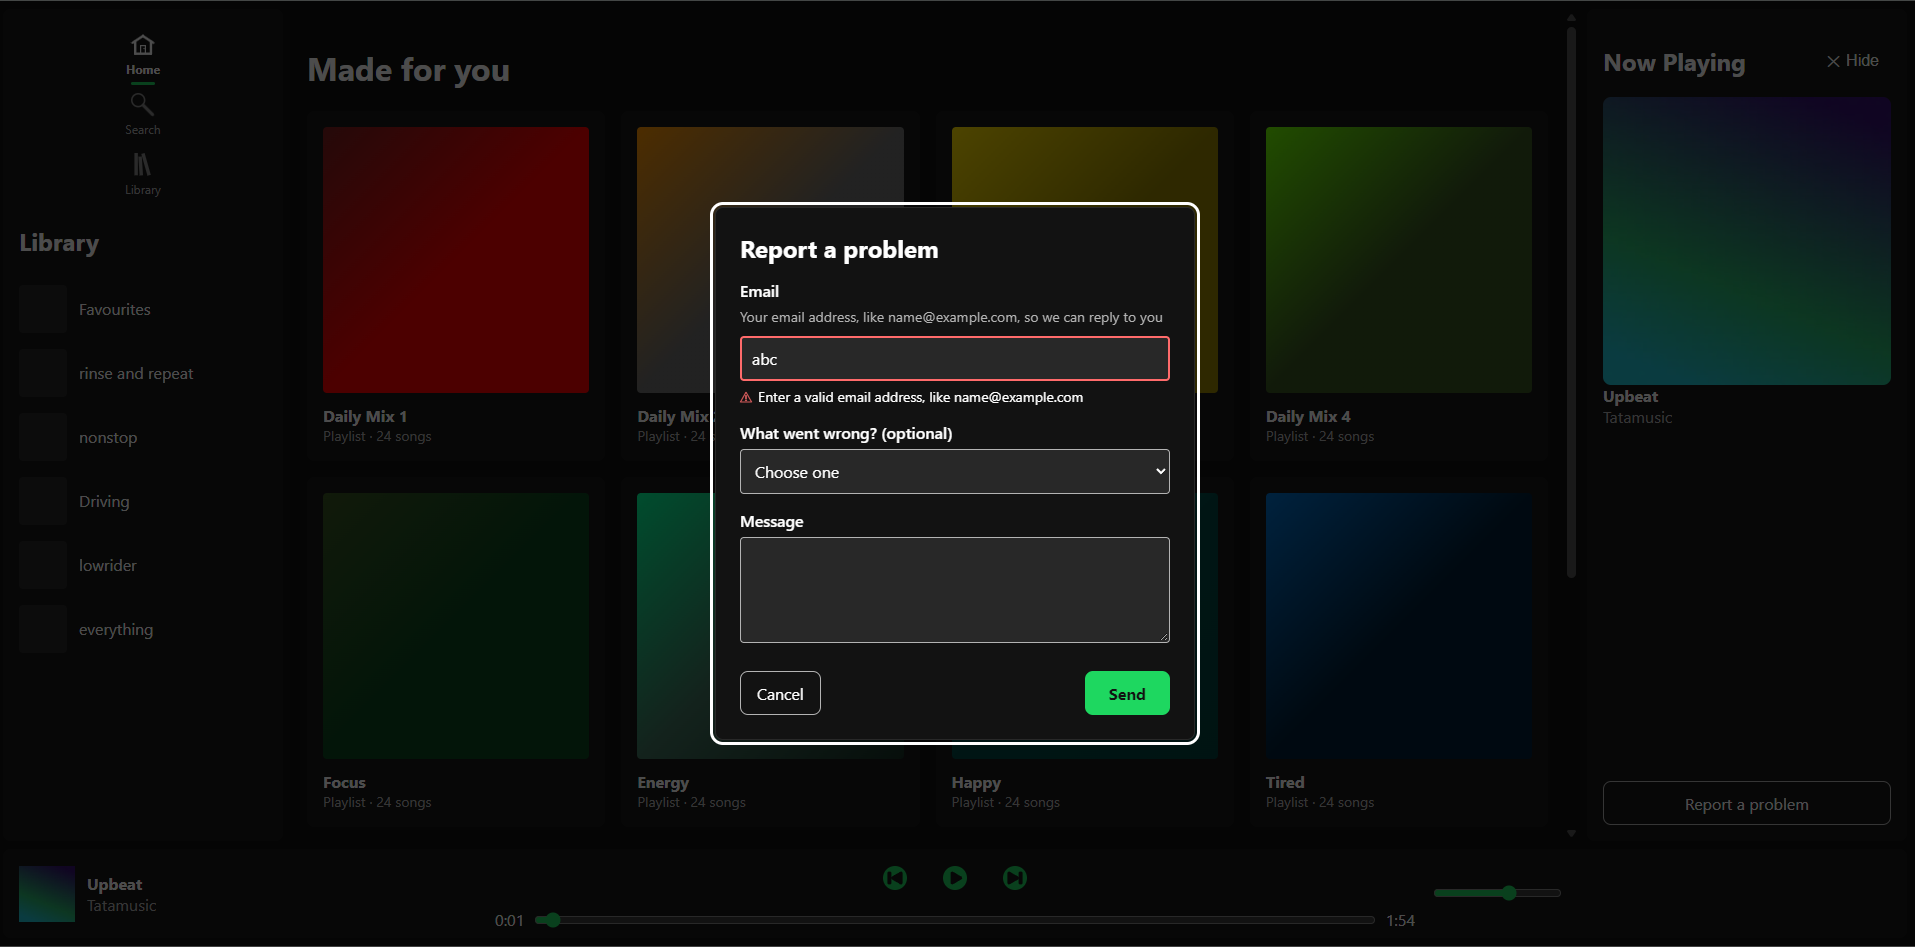 Home
Search
Library
Library
Favourites
rinse and repeat
nonstop
Driving
lowrider
everything
Made for you
Daily Mix 1
Playlist · 24 songs
Daily Mix
Playlist · 24
Daily Mix 4
Playlist · 24 songs
Focus
Playlist · 24 songs
Energy
Playlist · 24 songs
Happy
Playlist · 24 songs
Tired
Playlist · 24 songs
Report a problem
Email
Your email address, like name@example.com, so we can reply to you
abc
Enter a valid email address, like name@example.com
What went wrong? (optional)
Choose one
Message
Cancel
Send
Now Playing
Hide
Upbeat
Tatamusic
Report a problem
Upbeat
Tatamusic
0:01
1:54